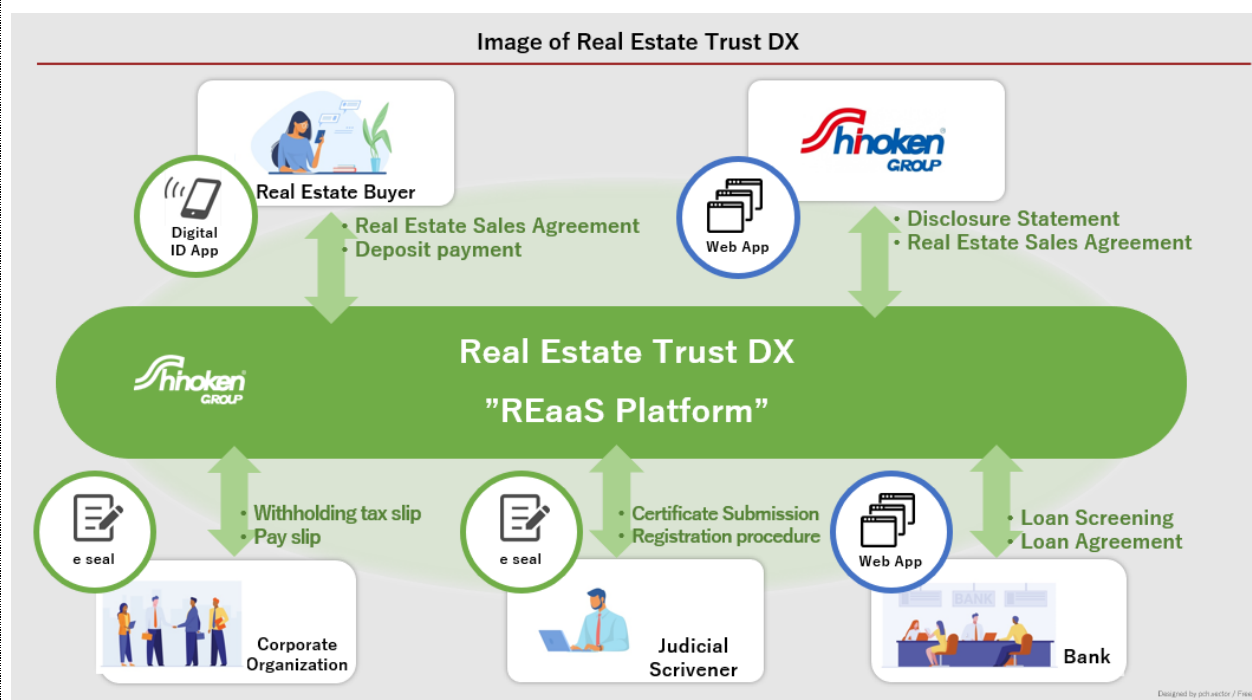 Image of Real Estate Trust DX
Real Estate Buyer
Shinoken
GROUP
Digital
ID App
Web App
• Real Estate Sales Agreement
• Deposit payment
• Disclosure Statement
• Real Estate Sales Agreement
Shinoken
GROUP
Real Estate Trust DX
”REaaS Platform”
e seal
• Withholding tax slip
• Pay slip
e seal
• Certificate Submission
• Registration procedure
Web App
• Loan Screening
• Loan Agreement
Corporate
Organization
Judicial
Scrivener
BANK
Bank
Designed by pch.vector / Free